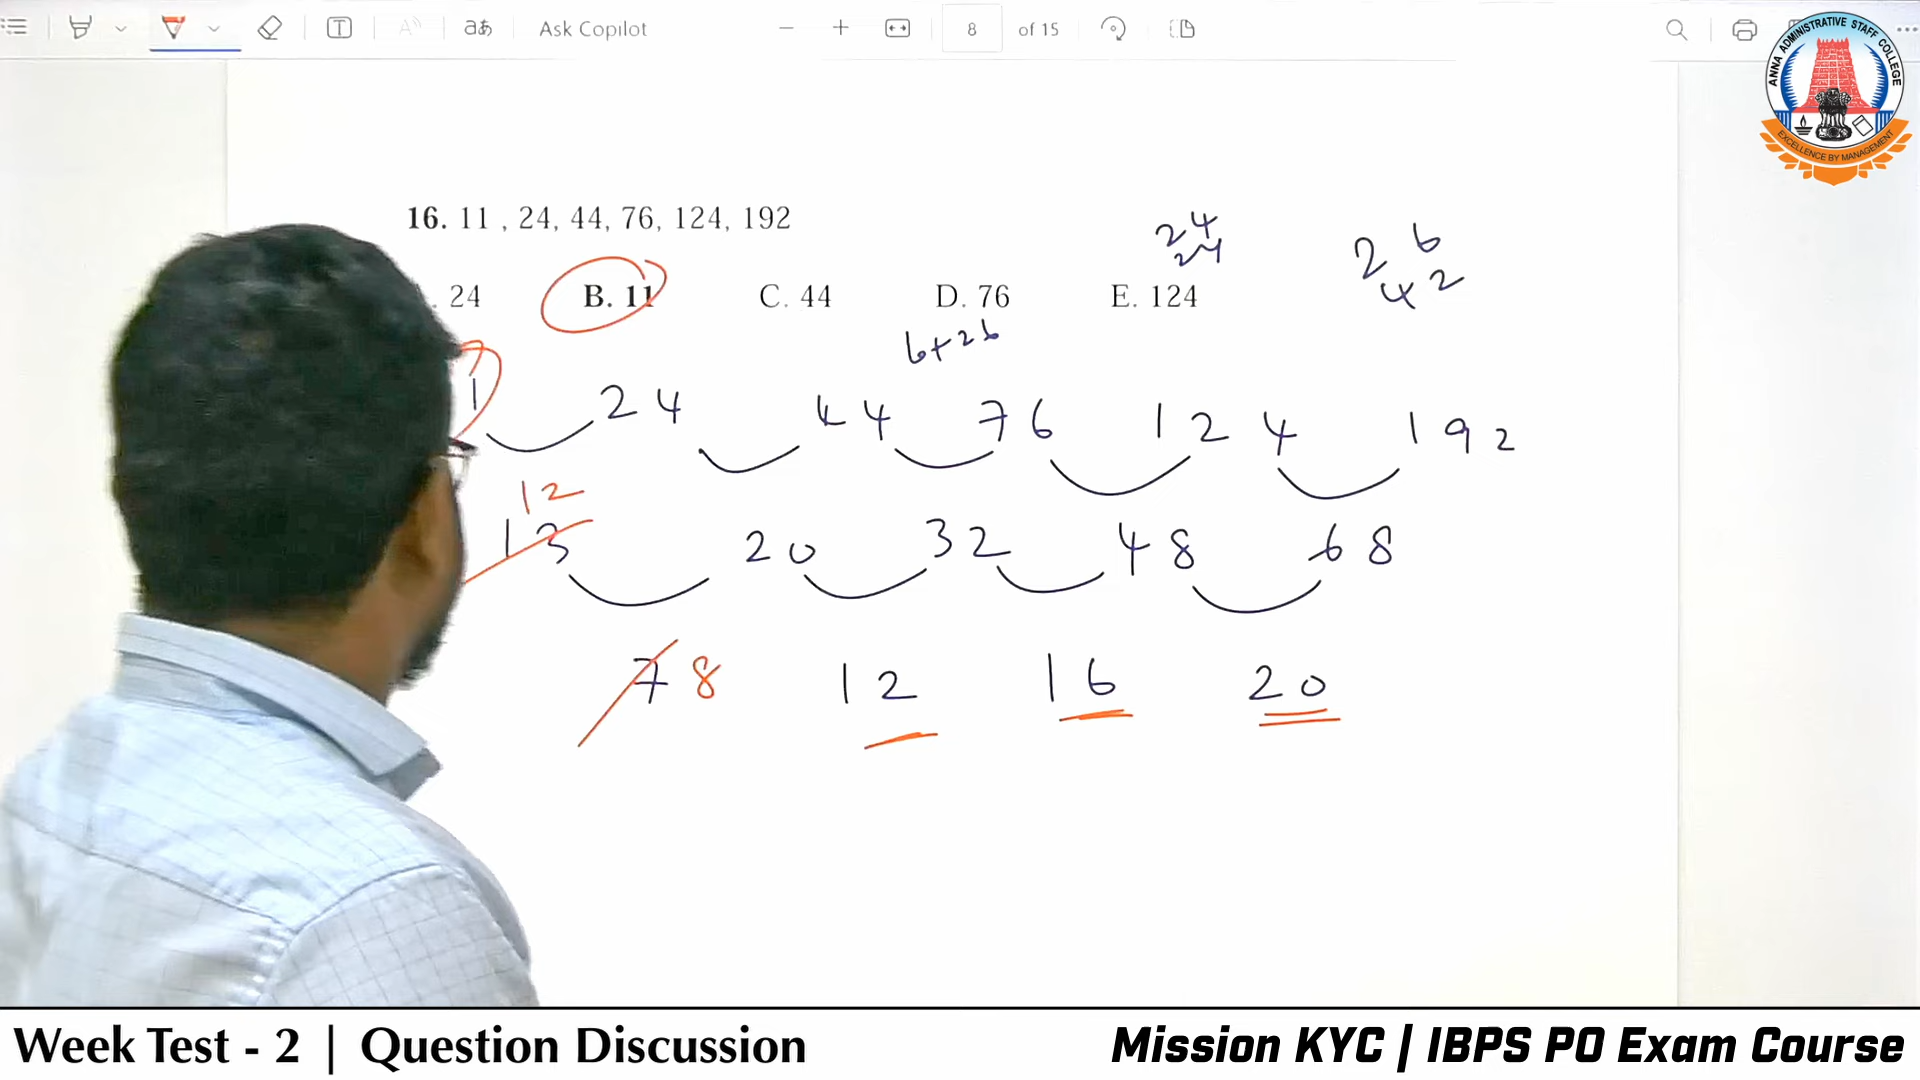 Ask Copilot
8 of 15
ANNA ADMINISTRATIVE STAFF COLLEGE
EXCELLENCE BY MANAGEMENT
16. 11 , 24, 44, 76, 124, 192
24 24
26 42
. 24 B. 11 C. 44 D. 76 E. 124
6+26
1 24 44 76 124 192
12
13 20 32 48 68
7 8 12 16 20
Week Test - 2 | Question Discussion
Mission KYC | IBPS PO Exam Course